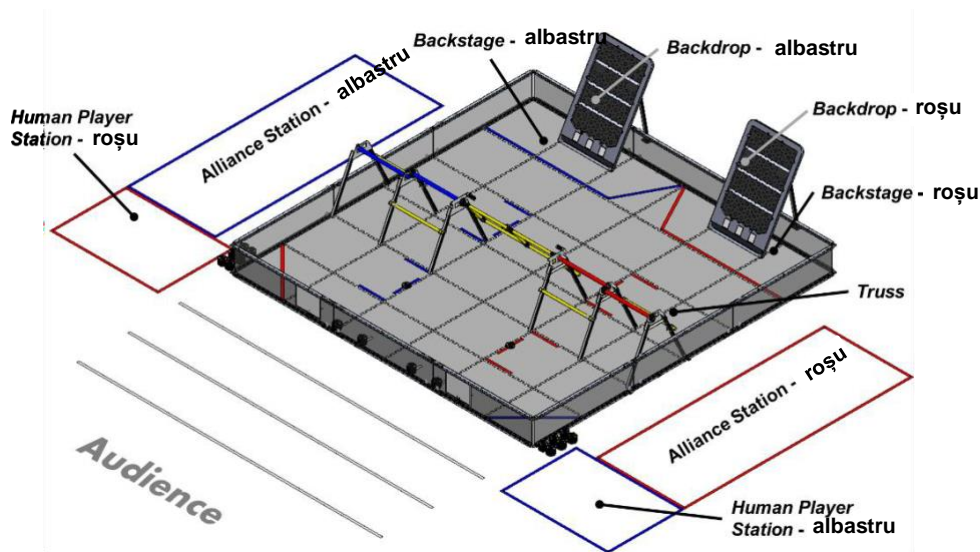 Backstage - albastru
Backdrop - albastru
Human Player
Station - roșu
Alliance Station - albastru
Backdrop - roșu
Backstage - roșu
Truss
Alliance Station - roșu
Audience
Human Player
Station - albastru